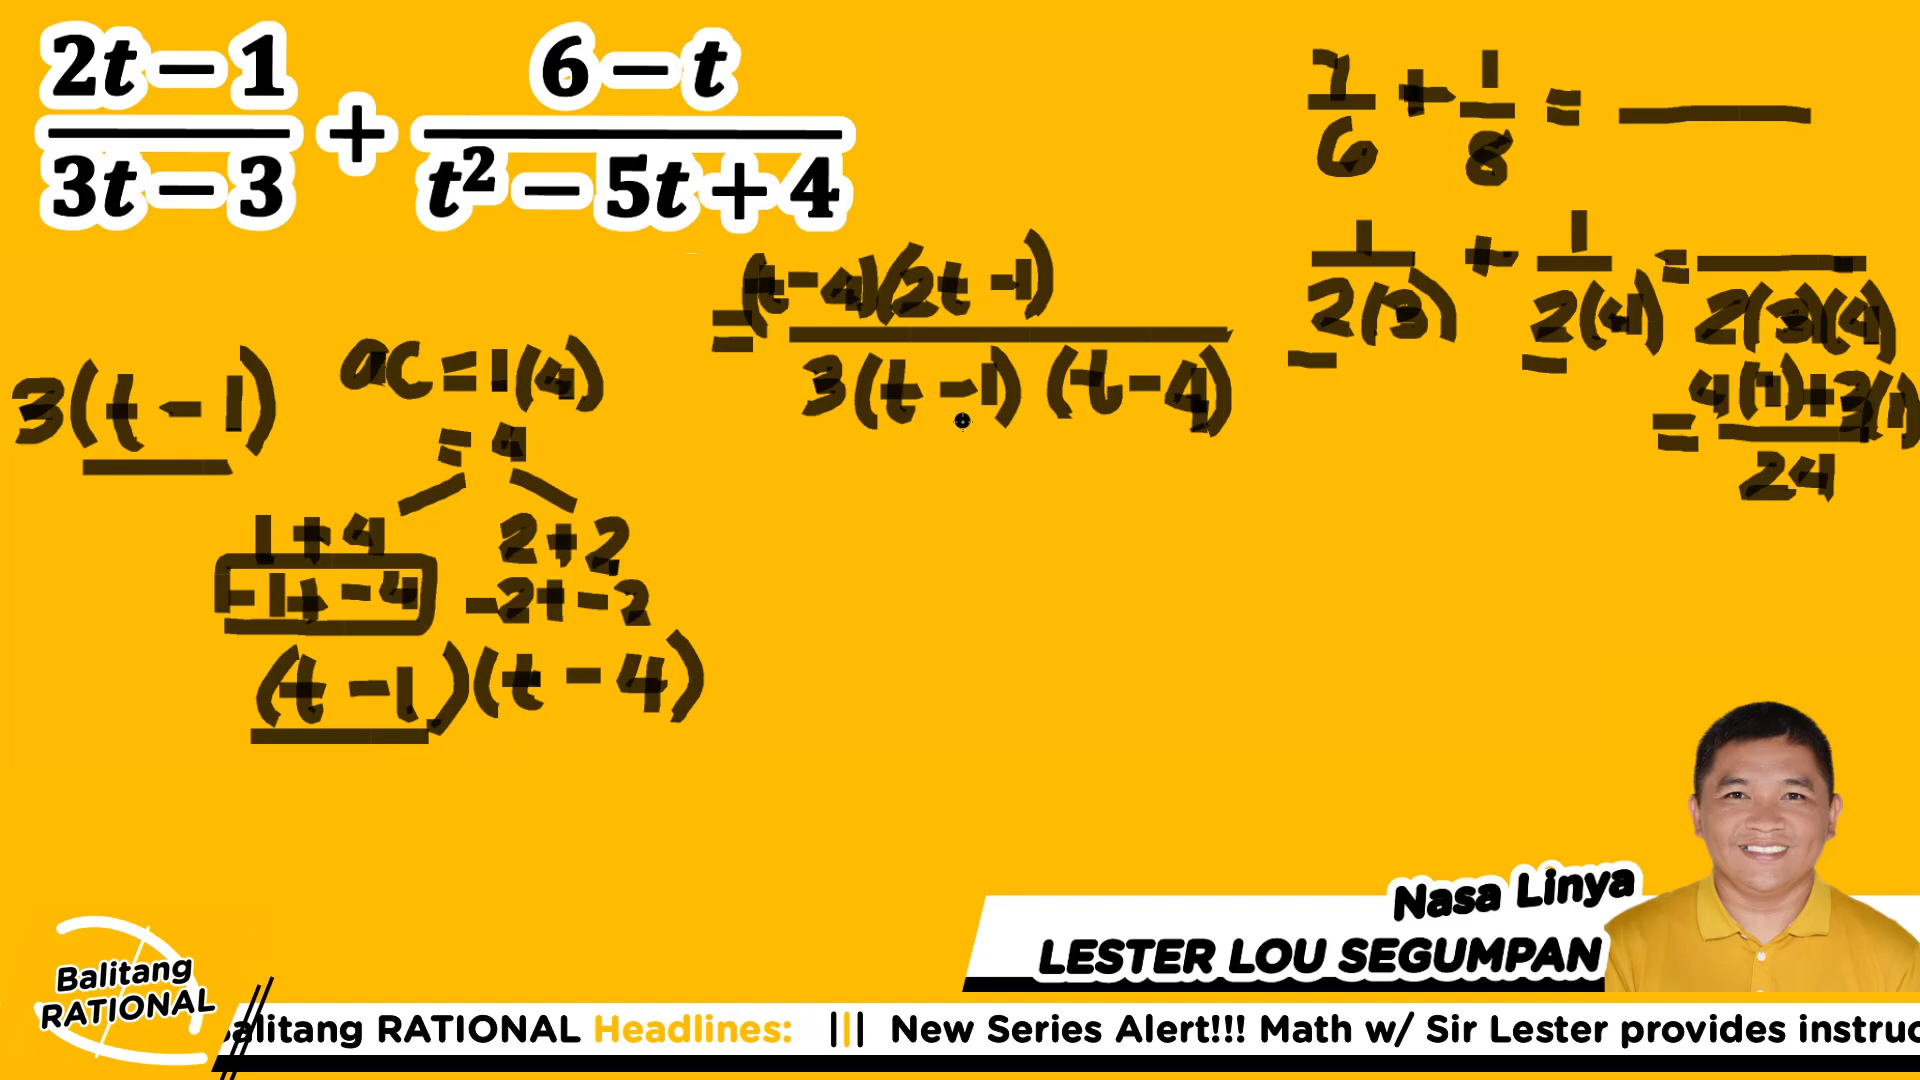 2t − 1 / 3t − 3 + 6 − t / t² − 5t + 4
7/6 + 1/8 =
1/2(3) + 1/2(4) = /2(3)(4)
= 4(1)+3(1) / 24
3(t − 1)
ac = 1(4)
= 4
1+4 2+2
-1+-4 -2+-2
(t − 1)(t − 4)
= (t−4)(2t −1) / 3(t −1) (t−4)
Nasa Linya
LESTER LOU SEGUMPAN
Balitang
RATIONAL
alitang RATIONAL Headlines: ||| New Series Alert!!! Math w/ Sir Lester provides instruc